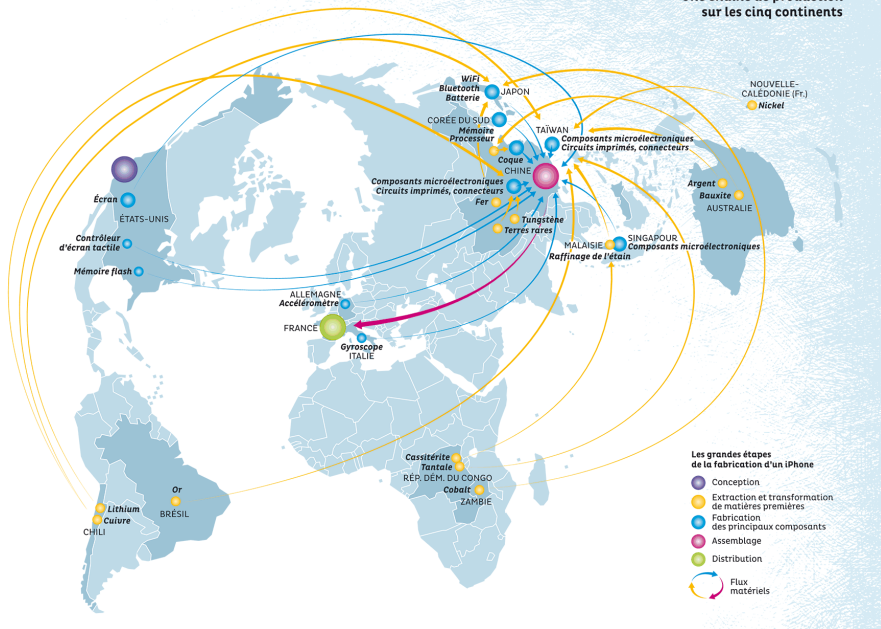 sur les cinq continents
WiFi
Bluetooth
Batterie
JAPON
CORÉE DU SUD
Mémoire
Processeur
TAÏWAN
Composants microélectroniques
Circuits imprimés, connecteurs
Coque
CHINE
Composants microélectroniques
Circuits imprimés, connecteurs
Fer
Tungstène
Terres rares
NOUVELLE-
CALÉDONIE (Fr.)
Nickel
Argent
Bauxite
AUSTRALIE
MALAISIE
Raffinage de l'étain
SINGAPOUR
Composants microélectroniques
Écran
ÉTATS-UNIS
Contrôleur
d'écran tactile
Mémoire flash
ALLEMAGNE
Accéléromètre
FRANCE
Gyroscope
ITALIE
Cassitérite
Tantale
RÉP. DÉM. DU CONGO
Cobalt
ZAMBIE
Or
BRÉSIL
Lithium
Cuivre
CHILI
Les grandes étapes
de la fabrication d'un iPhone
Conception
Extraction et transformation
de matières premières
Fabrication
des principaux composants
Assemblage
Distribution
Flux
matériels